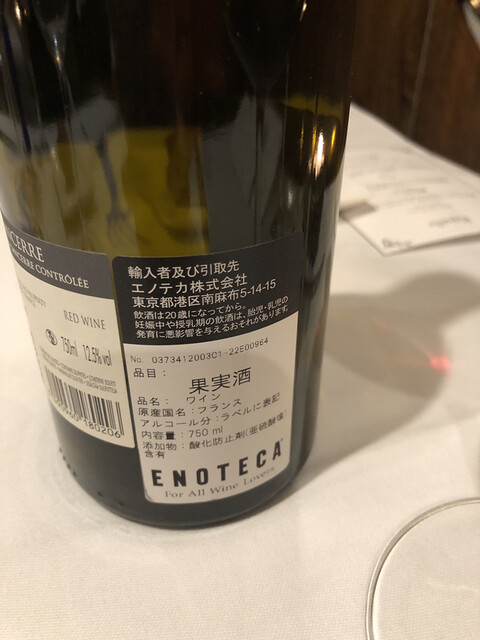 CERRE
CERRE CONTRÔLÉE
RED WINE
750ml 12.5% vol
180206
輸入者及び引取先
エノテカ株式会社
東京都港区南麻布5-14-15
飲酒は20歳になってから。
妊娠中や授乳期の飲酒は、胎児・乳児の
発育に悪影響を与えるおそれがあります。
No. 037341200301-22E00964
品目：
果実酒
品名： ワイン
原産国名：フランス
アルコール分：ラベルに表記
内容量：750 ml
添加物：酸化防止剤(亜硫酸塩
含有
ENOTECA
For All Wine Lovers.